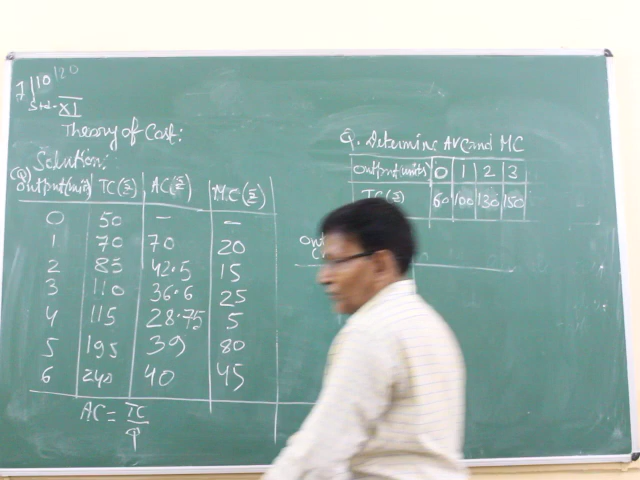 7/10/20
Std-XI
Theory of Cost:
Solution:
(Q) output(units) TC(₹) AC(₹) MC(₹)
0 50 — —
1 70 70 20
2 85 42.5 15
3 110 36.6 25
4 115 28.75 5
5 195 39 80
6 240 40 45
AC = TC/Q
Q. Determine AVC and MC
output(units) 0 1 2 3
TC(₹) 60 100 130 150